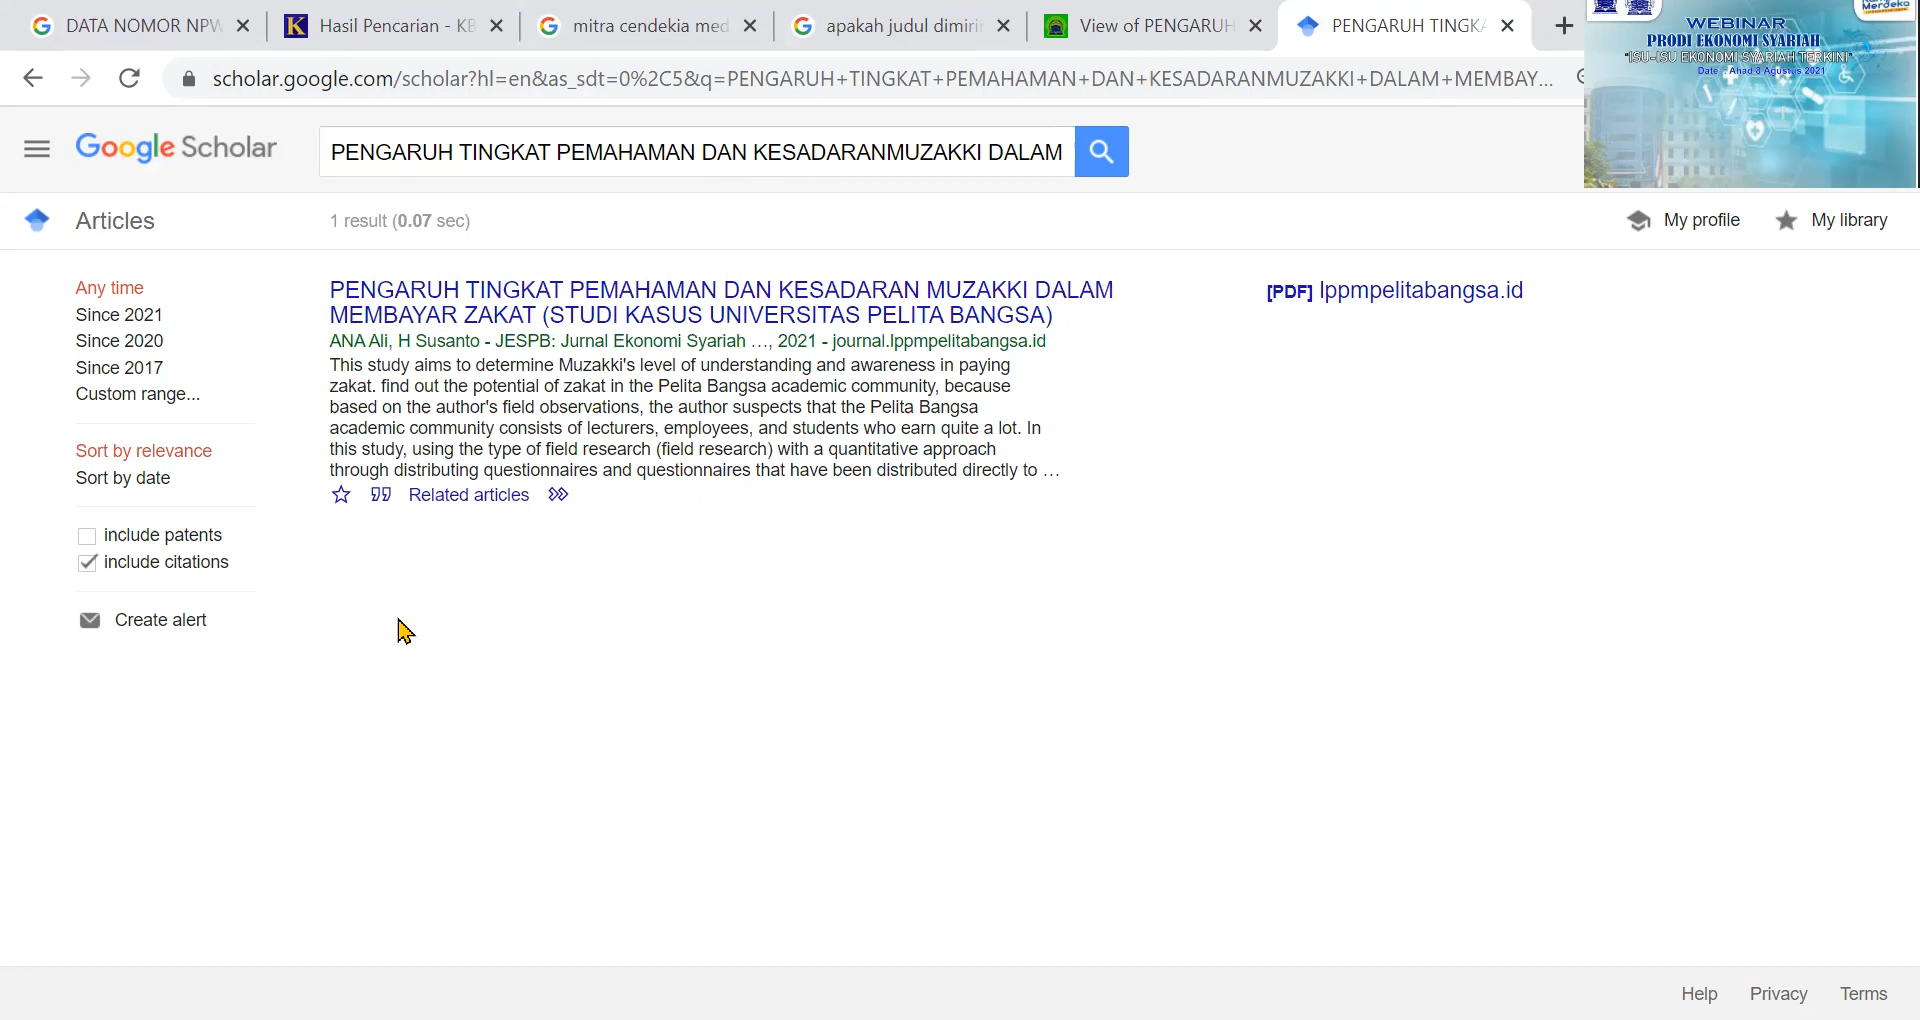 DATA NOMOR NPW
Hasil Pencarian - KB
mitra cendekia med
apakah judul dimirin
View of PENGARUH
PENGARUH TINGKA
scholar.google.com/scholar?hl=en&as_sdt=0%2C5&q=PENGARUH+TINGKAT+PEMAHAMAN+DAN+KESADARANMUZAKKI+DALAM+MEMBAY...
Merdeka
WEBINAR
PRODI EKONOMI SYARIAH
"ISU-ISU EKONOMI SYARIAH TERKINI"
Date : Ahad 8 Agustus 2021
Google Scholar
PENGARUH TINGKAT PEMAHAMAN DAN KESADARANMUZAKKI DALAM
Articles
1 result (0.07 sec)
My profile
My library
Any time
Since 2021
Since 2020
Since 2017
Custom range...
Sort by relevance
Sort by date
include patents
include citations
Create alert
PENGARUH TINGKAT PEMAHAMAN DAN KESADARAN MUZAKKI DALAM
MEMBAYAR ZAKAT (STUDI KASUS UNIVERSITAS PELITA BANGSA)
ANA Ali, H Susanto - JESPB: Jurnal Ekonomi Syariah …, 2021 - journal.lppmpelitabangsa.id
This study aims to determine Muzakki's level of understanding and awareness in paying
zakat. find out the potential of zakat in the Pelita Bangsa academic community, because
based on the author's field observations, the author suspects that the Pelita Bangsa
academic community consists of lecturers, employees, and students who earn quite a lot. In
this study, using the type of field research (field research) with a quantitative approach
through distributing questionnaires and questionnaires that have been distributed directly to …
Related articles
[PDF] lppmpelitabangsa.id
Help
Privacy
Terms